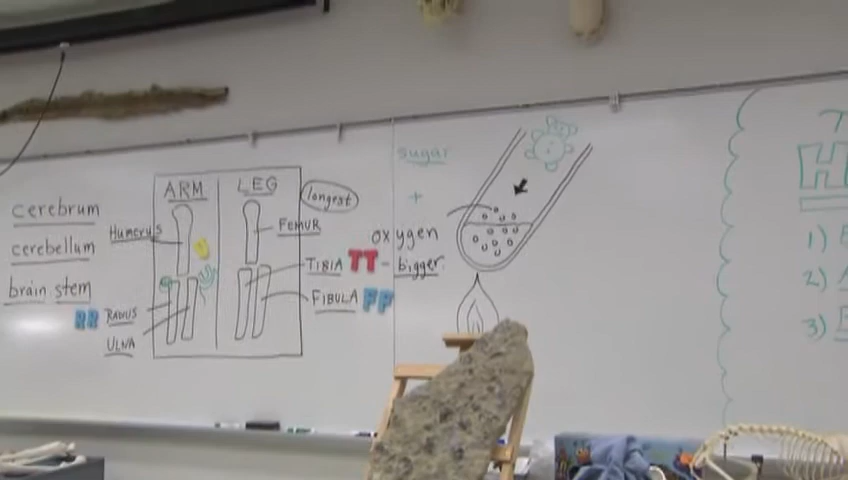 cerebrum
cerebellum
brain stem
ARM
LEG
longest
Humerus
FEMUR
TIBIA TT - bigger
FIBULA FF
RR RADIUS
ULNA
sugar
+
oxygen
T
H
1)
2)
3)